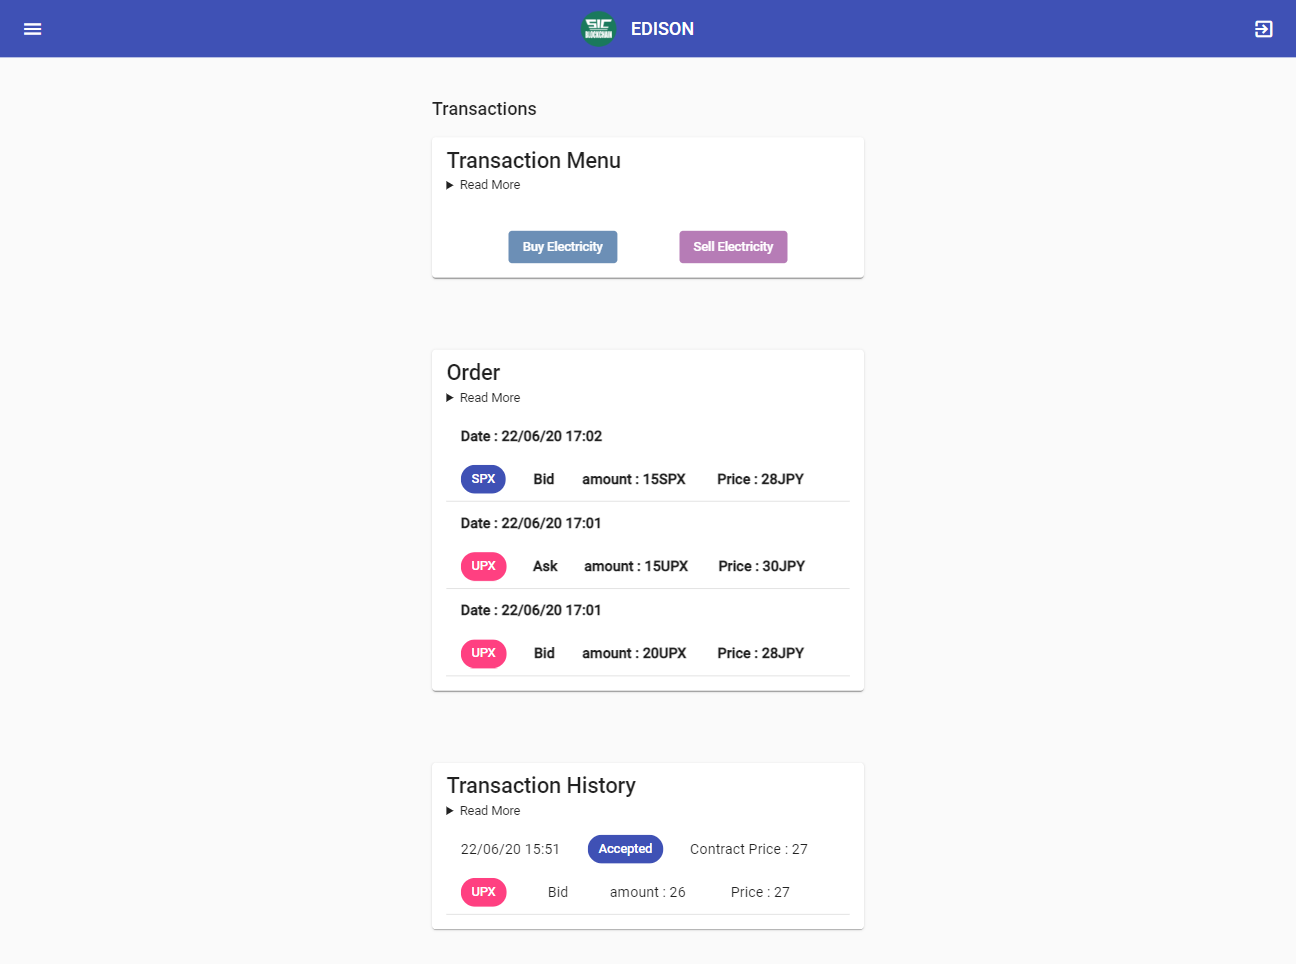 SIC
BLOCKCHAIN
EDISON
Transactions
Transaction Menu
Read More
Buy Electricity
Sell Electricity
Order
Read More
Date : 22/06/20 17:02
SPX Bid amount : 15SPX Price : 28JPY
Date : 22/06/20 17:01
UPX Ask amount : 15UPX Price : 30JPY
Date : 22/06/20 17:01
UPX Bid amount : 20UPX Price : 28JPY
Transaction History
Read More
22/06/20 15:51 Accepted Contract Price : 27
UPX Bid amount : 26 Price : 27